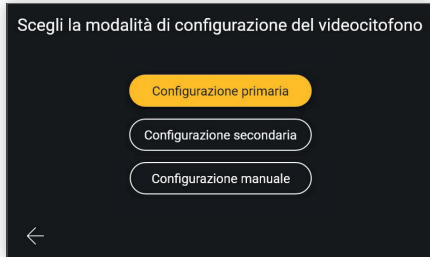 Scegli la modalità di configurazione del videocitofono
Configurazione primaria
Configurazione secondaria
Configurazione manuale